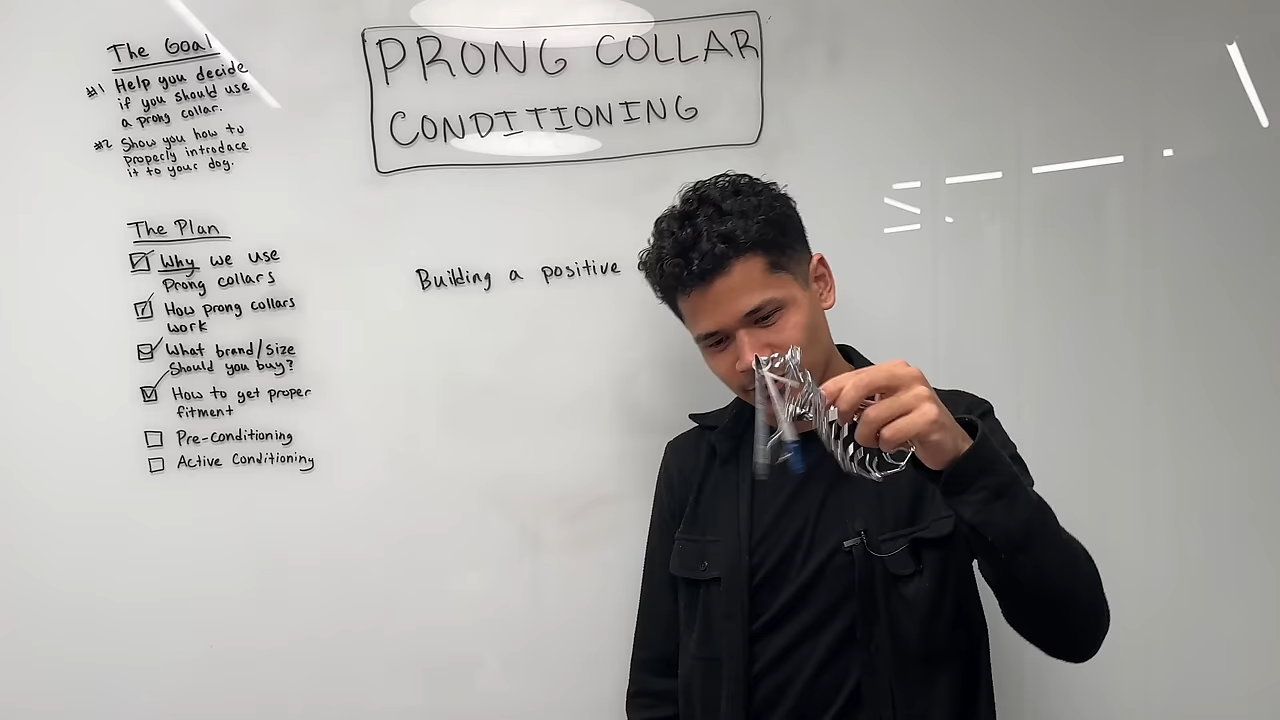 PRONG COLLAR
CONDITIONING
The Goal
#1 Help you decide
if you should use
a prong collar.
#2 Show you how to
properly introduce
it to your dog.
The Plan
Why we use
Prong collars
How prong collars
work
What brand/size
Should you buy?
How to get proper
fitment
Pre-conditioning
Active Conditioning
Building a positive